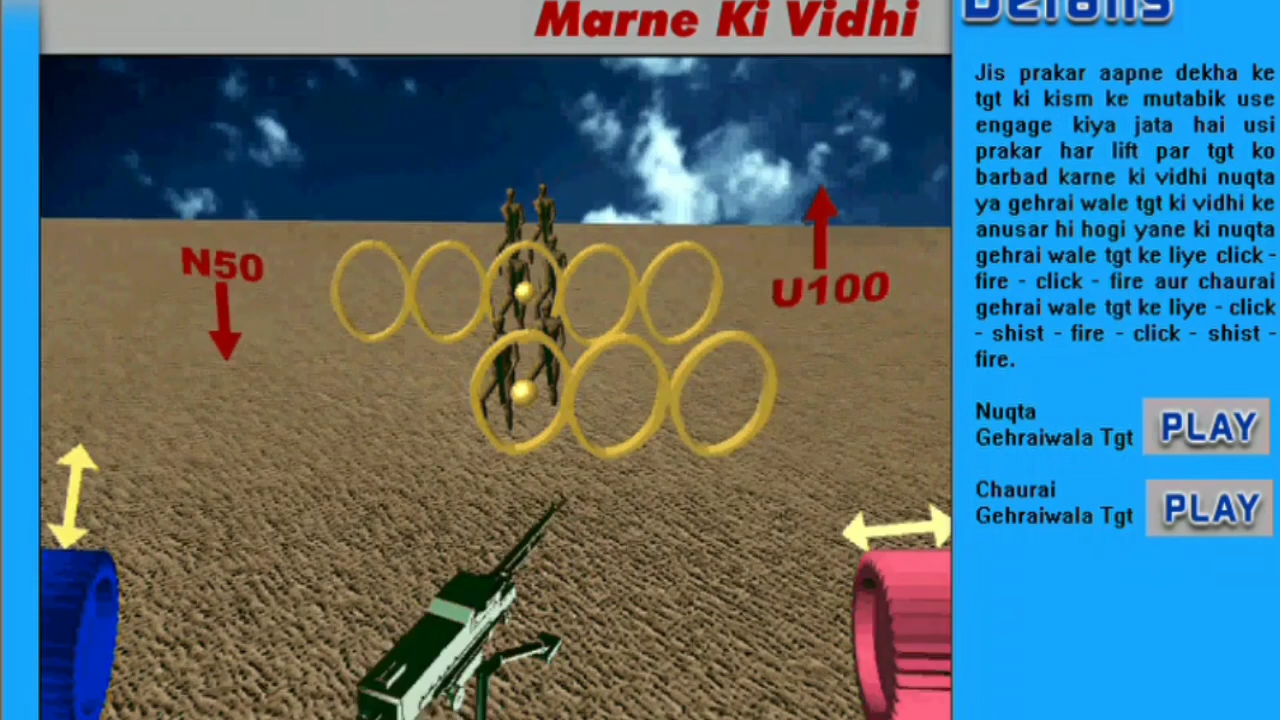 Marne Ki Vidhi
Details
Jis prakar aapne dekha ke
tgt ki kism ke mutabik use
engage kiya jata hai usi
prakar har lift par tgt ko
barbad karne ki vidhi nuqta
ya gehrai wale tgt ki vidhi ke
anusar hi hogi yane ki nuqta
gehrai wale tgt ke liye click -
fire - click - fire aur chaurai
gehrai wale tgt ke liye - click
- shist - fire - click - shist -
fire.
N50
U100
Nuqta
Gehraiwala Tgt
PLAY
Chaurai
Gehraiwala Tgt
PLAY